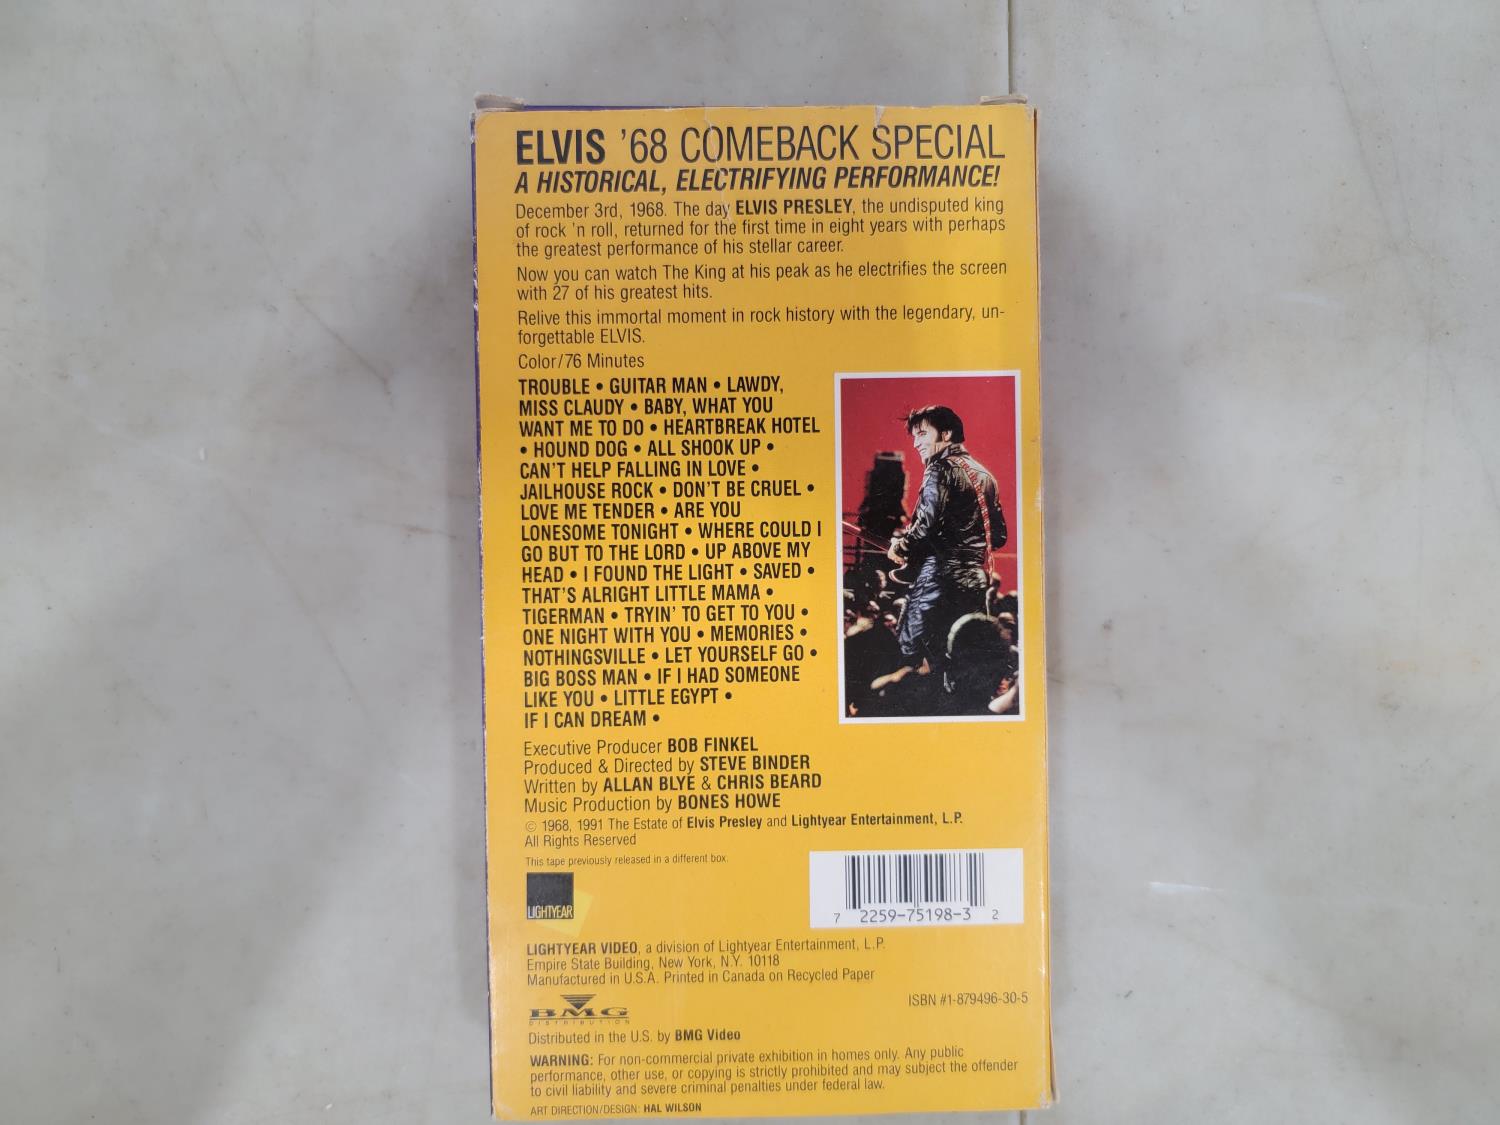 ELVIS '68 COMEBACK SPECIAL
A HISTORICAL, ELECTRIFYING PERFORMANCE!
December 3rd, 1968. The day ELVIS PRESLEY, the undisputed king
of rock 'n roll, returned for the first time in eight years with perhaps
the greatest performance of his stellar career.
Now you can watch The King at his peak as he electrifies the screen
with 27 of his greatest hits.
Relive this immortal moment in rock history with the legendary, un-
forgettable ELVIS.
Color/76 Minutes
TROUBLE • GUITAR MAN • LAWDY,
MISS CLAUDY • BABY, WHAT YOU
WANT ME TO DO • HEARTBREAK HOTEL
• HOUND DOG • ALL SHOOK UP •
CAN'T HELP FALLING IN LOVE •
JAILHOUSE ROCK • DON'T BE CRUEL •
LOVE ME TENDER • ARE YOU
LONESOME TONIGHT • WHERE COULD I
GO BUT TO THE LORD • UP ABOVE MY
HEAD • I FOUND THE LIGHT • SAVED •
THAT'S ALRIGHT LITTLE MAMA •
TIGERMAN • TRYIN' TO GET TO YOU •
ONE NIGHT WITH YOU • MEMORIES •
NOTHINGSVILLE • LET YOURSELF GO •
BIG BOSS MAN • IF I HAD SOMEONE
LIKE YOU • LITTLE EGYPT •
IF I CAN DREAM •
Executive Producer BOB FINKEL
Produced & Directed by STEVE BINDER
Written by ALLAN BLYE & CHRIS BEARD
Music Production by BONES HOWE
© 1968, 1991 The Estate of Elvis Presley and Lightyear Entertainment, L.P.
All Rights Reserved
This tape previously released in a different box.
LIGHTYEAR
7 2259-75198-3 2
LIGHTYEAR VIDEO, a division of Lightyear Entertainment, L.P.
Empire State Building, New York, N.Y. 10118
Manufactured in U.S.A. Printed in Canada on Recycled Paper
ISBN #1-879496-30-5
BMG
DISTRIBUTION
Distributed in the U.S. by BMG Video
WARNING: For non-commercial private exhibition in homes only. Any public
performance, other use, or copying is strictly prohibited and may subject the offender
to civil liability and severe criminal penalties under federal law.
ART DIRECTION/DESIGN: HAL WILSON